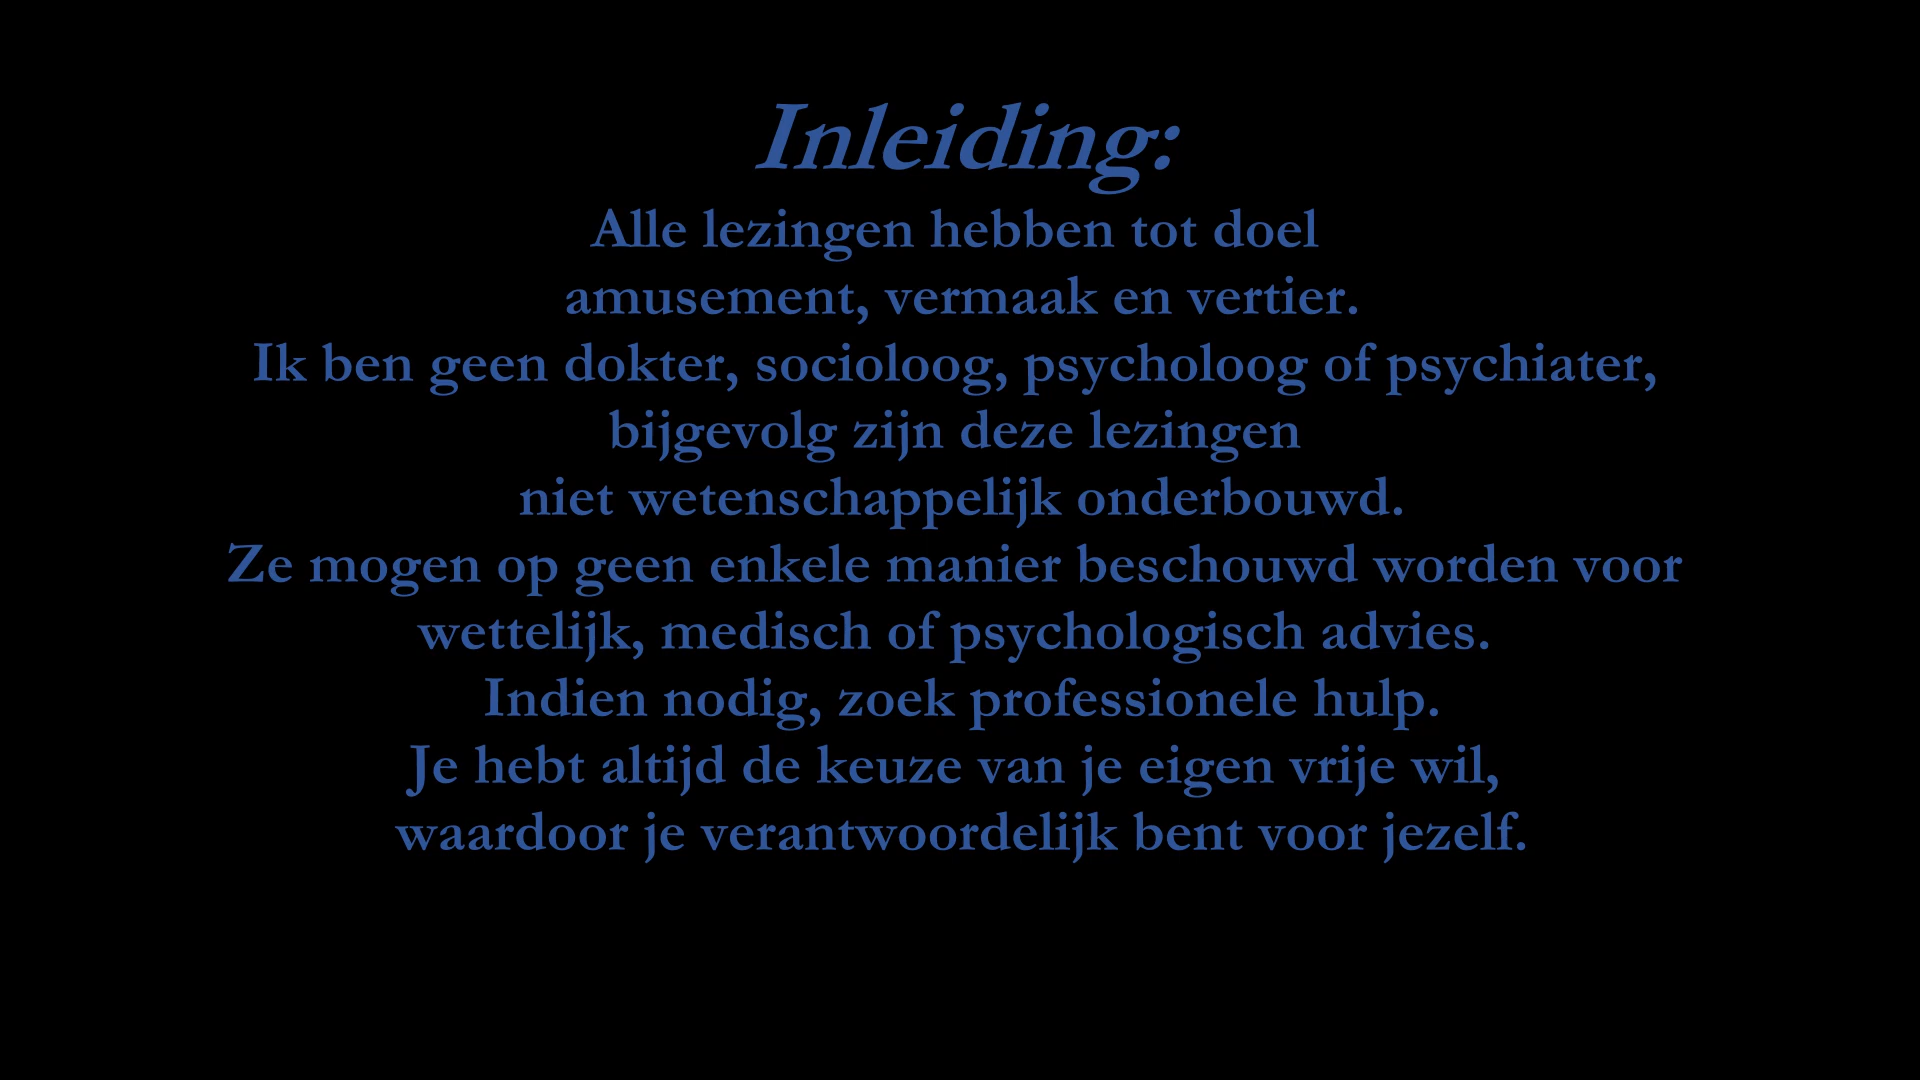 Inleiding:
Alle lezingen hebben tot doel
amusement, vermaak en vertier.
Ik ben geen dokter, socioloog, psycholoog of psychiater,
bijgevolg zijn deze lezingen
niet wetenschappelijk onderbouwd.
Ze mogen op geen enkele manier beschouwd worden voor
wettelijk, medisch of psychologisch advies.
Indien nodig, zoek professionele hulp.
Je hebt altijd de keuze van je eigen vrije wil,
waardoor je verantwoordelijk bent voor jezelf.